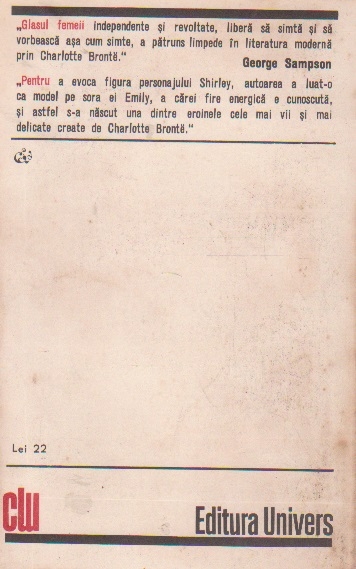 „Glasul femeii independente și revoltate, liberă să simtă și să
vorbească așa cum simte, a pătruns limpede în literatura modernă
prin Charlotte Brontë.“
George Sampson
„Pentru a evoca figura personajului Shirley, autoarea a luat-o
ca model pe sora ei Emily, a cărei fire energică e cunoscută,
și astfel s-a născut una dintre eroinele cele mai vii și mai
delicate create de Charlotte Brontë.“
Lei 22
clu Editura Univers